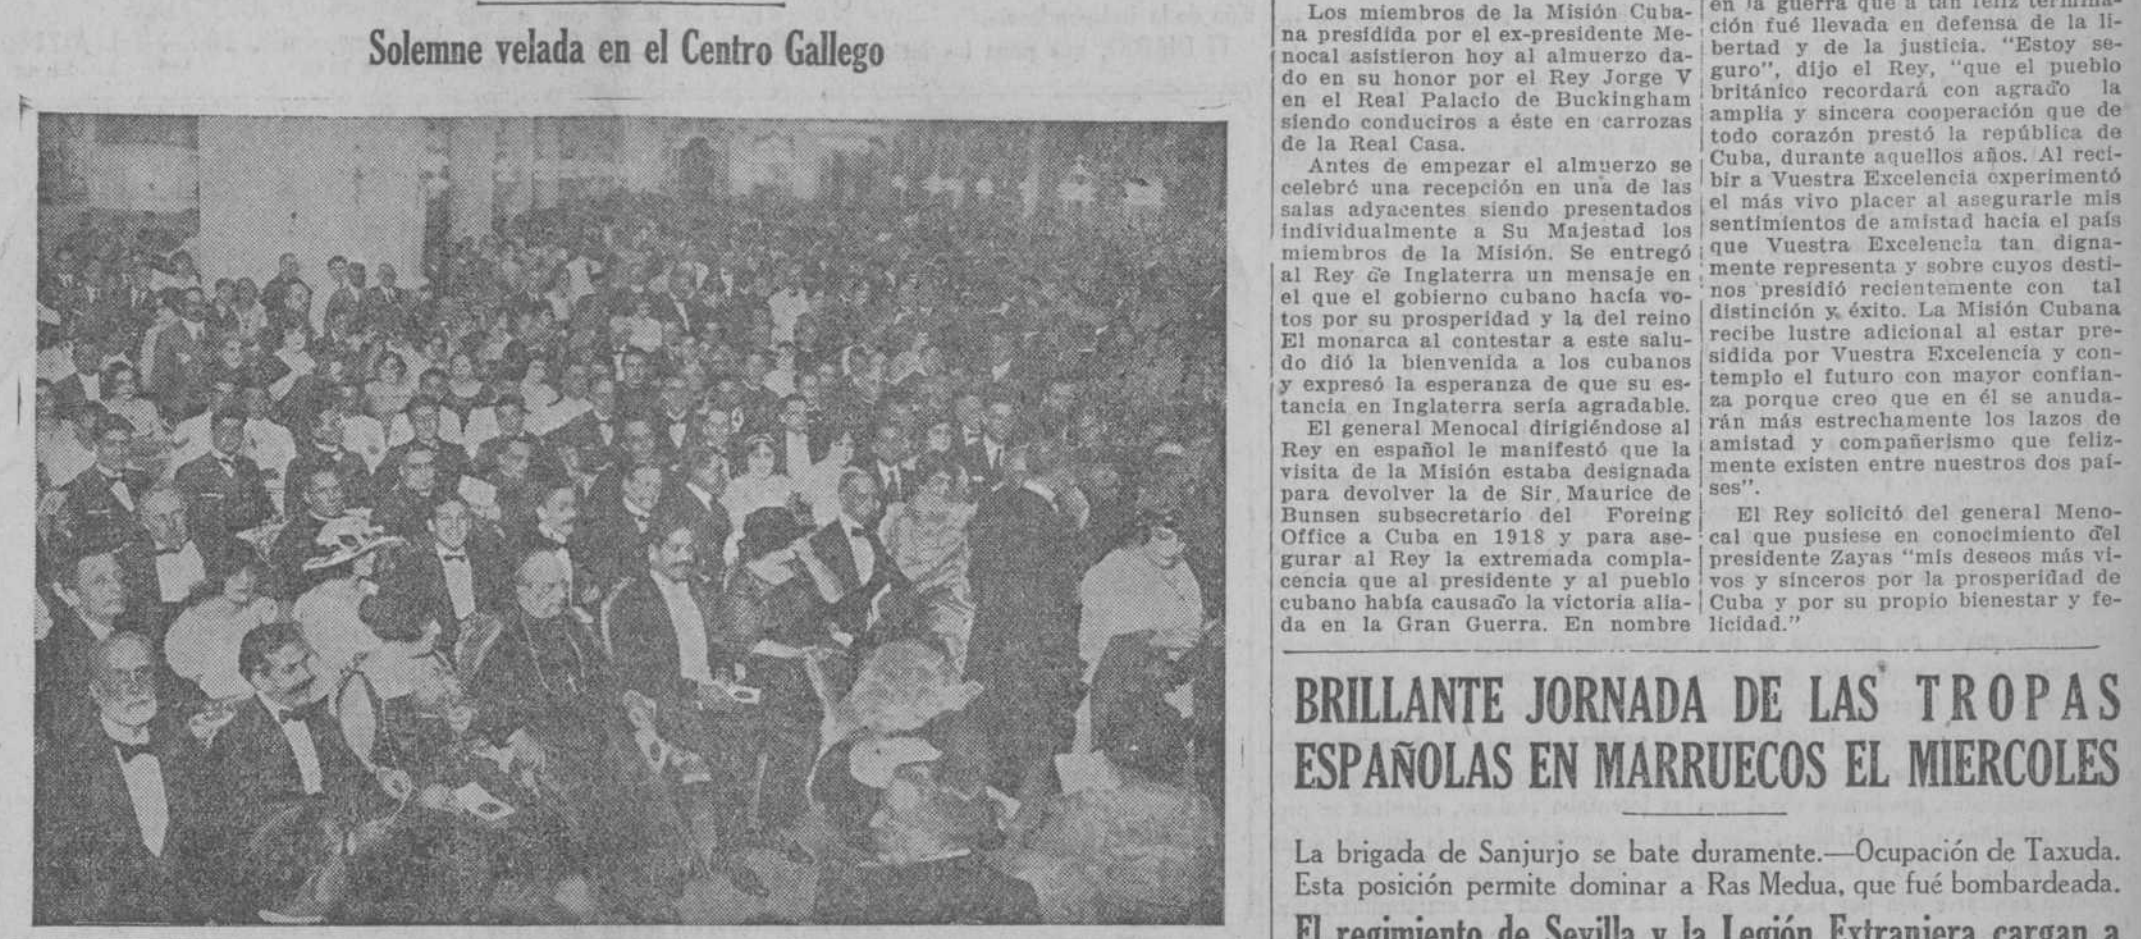 Solemne velada en el Centro Gallego
Los miembros de la Misión Cuba-
na presidida por el ex-presidente Me-
nocal asistieron hoy al almuerzo da-
do en su honor por el Rey Jorge V
en el Real Palacio de Buckingham
siendo conduciros a éste en carrozas
de la Real Casa.
Antes de empezar el almuerzo se
celebró una recepción en una de las
salas adyacentes siendo presentados
individualmente a Su Majestad los
miembros de la Misión. Se entregó
al Rey de Inglaterra un mensaje en
el que el gobierno cubano hacía vo-
tos por su prosperidad y la del reino
El monarca al contestar a este salu-
do dió la bienvenida a los cubanos
y expresó la esperanza de que su es-
tancia en Inglaterra sería agradable.
El general Menocal dirigiéndose al
Rey en español le manifestó que la
visita de la Misión estaba designada
para devolver la de Sir Maurice de
Bunsen subsecretario del Foreing
Office a Cuba en 1918 y para ase-
gurar al Rey la extremada compla-
cencia que al presidente y al pueblo
cubano había causado la victoria alia-
da en la Gran Guerra. En nombre
en la guerra que a tan feliz termina-
ción fué llevada en defensa de la li-
bertad y de la justicia. "Estoy se-
guro", dijo el Rey, "que el pueblo
británico recordará con agrado la
amplia y sincera cooperación que de
todo corazón prestó la república de
Cuba, durante aquellos años. Al reci-
bir a Vuestra Excelencia experimentó
el más vivo placer al asegurarle mis
sentimientos de amistad hacia el país
que Vuestra Excelencia tan digna-
mente representa y sobre cuyos desti-
nos presidió recientemente con tal
distinción y éxito. La Misión Cubana
recibe lustre adicional al estar pre-
sidida por Vuestra Excelencia y con-
templo el futuro con mayor confian-
za porque creo que en él se anuda-
rán más estrechamente los lazos de
amistad y compañerismo que feliz-
mente existen entre nuestros dos paí-
ses".
El Rey solicitó del general Meno-
cal que pusiese en conocimiento del
presidente Zayas "mis deseos más vi-
vos y sínceros por la prosperidad de
Cuba y por su propio bienestar y fe-
licidad."
BRILLANTE JORNADA DE LAS TROPAS
ESPAÑOLAS EN MARRUECOS EL MIERCOLES
La brigada de Sanjurjo se bate duramente.—Ocupación de Taxuda.
Esta posición permite dominar a Ras Medua, que fué bombardeada.
El regimiento de Sevilla y la Legión Extranjera cargan a